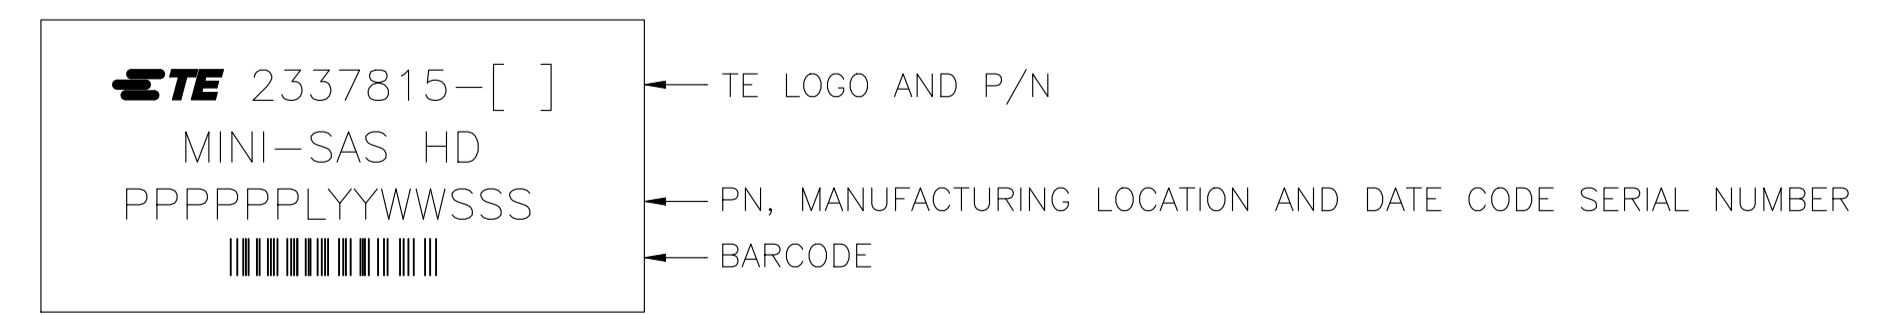 TE 2337815-[ ] TE LOGO AND P/N
MINI-SAS HD
PPPPPPLYYWWSSS PN, MANUFACTURING LOCATION AND DATE CODE SERIAL NUMBER
BARCODE